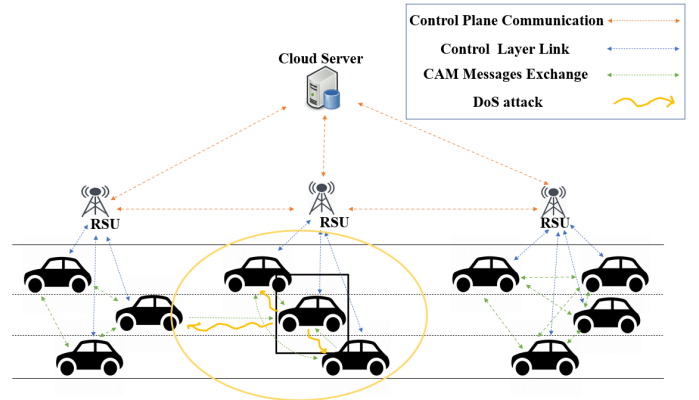 Control Plane Communication
Control Layer Link
CAM Messages Exchange
DoS attack
Cloud Server
RSU
RSU
RSU